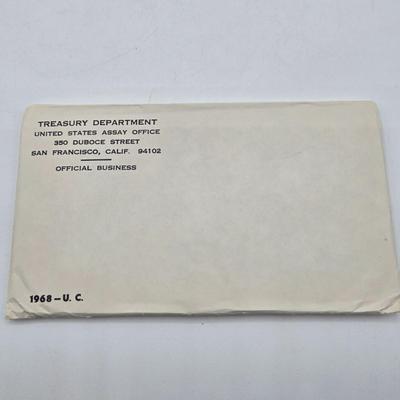 TREASURY DEPARTMENT
UNITED STATES ASSAY OFFICE
350 DUBOCE STREET
SAN FRANCISCO, CALIF. 94102
OFFICIAL BUSINESS
1968 – U. C.